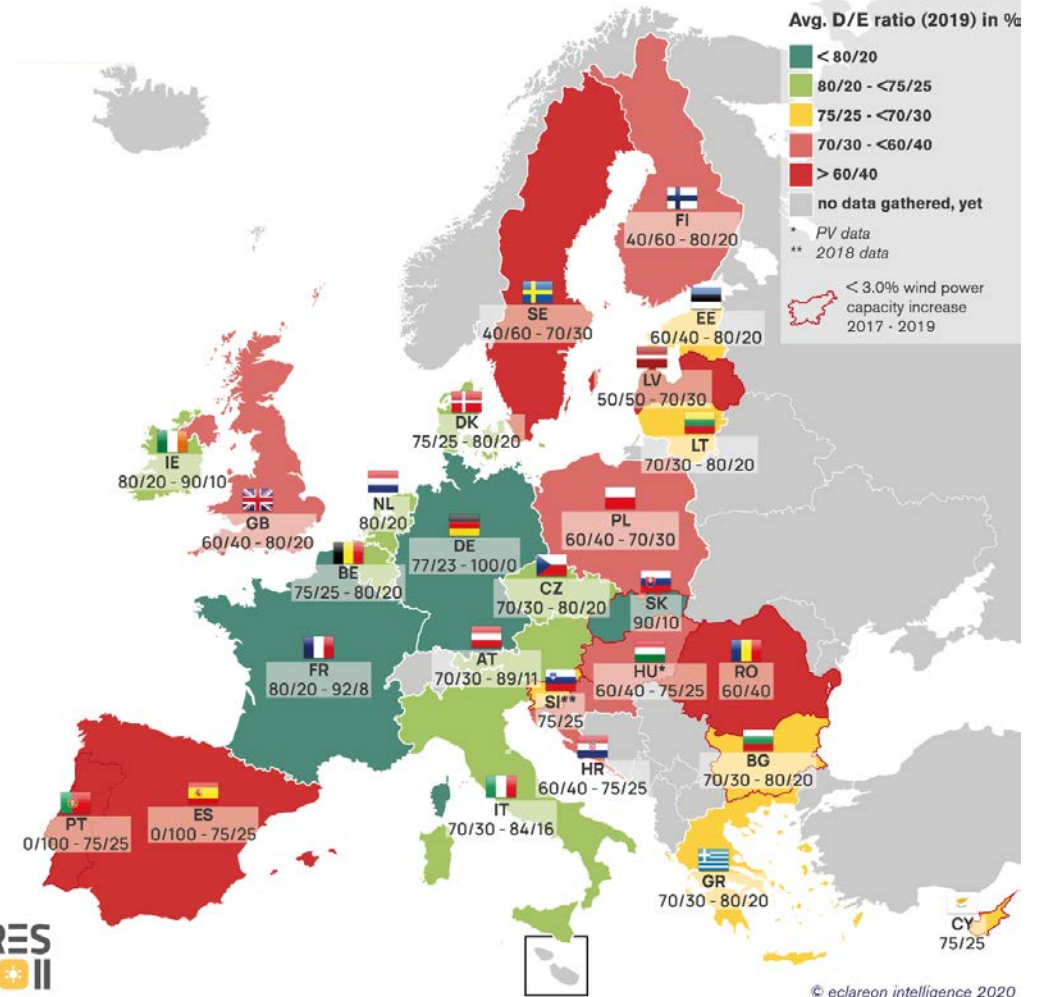 Avg. D/E ratio (2019) in %
< 80/20
80/20 - <75/25
75/25 - <70/30
70/30 - <60/40
> 60/40
no data gathered, yet
* PV data
** 2018 data
< 3.0% wind power
capacity increase
2017 - 2019
FI
40/60 - 80/20
SE
40/60 - 70/30
EE
60/40 - 80/20
LV
50/50 - 70/30
DK
75/25 - 80/20
LT
70/30 - 80/20
IE
80/20 - 90/10
NL
80/20
GB
60/40 - 80/20
DE
77/23 - 100/0
PL
60/40 - 70/30
BE
75/25 - 80/20
CZ
70/30 - 80/20
SK
90/10
FR
80/20 - 92/8
AT
70/30 - 89/11
HU*
60/40 - 75/25
RO
60/40
SI**
75/25
HR
60/40 - 75/25
BG
70/30 - 80/20
PT
0/100 - 75/25
ES
0/100 - 75/25
IT
70/30 - 84/16
GR
70/30 - 80/20
CY
75/25
RES
II
© eclareon intelligence 2020